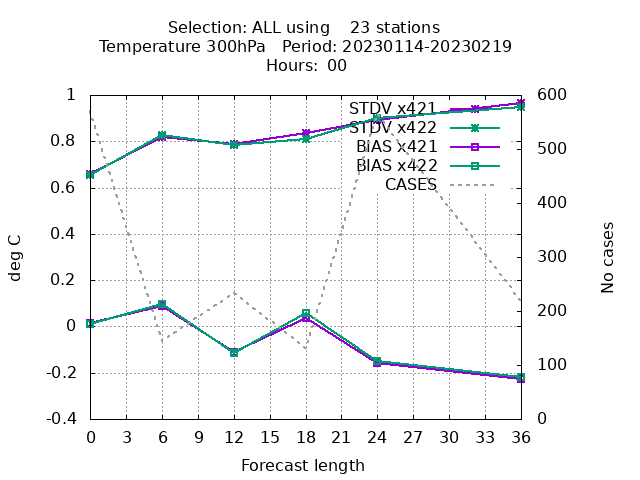 Selection: ALL using    23 stations
Temperature 300hPa   Period: 20230114-20230219
Hours:  00
1
0.8
0.6
0.4
0.2
0
-0.2
-0.4
600
500
400
300
200
100
0
STDV x421
STDV x422
BIAS x421
BIAS x422
CASES
deg C
No cases
0 3 6 9 12 15 18 21 24 27 30 33 36
Forecast length